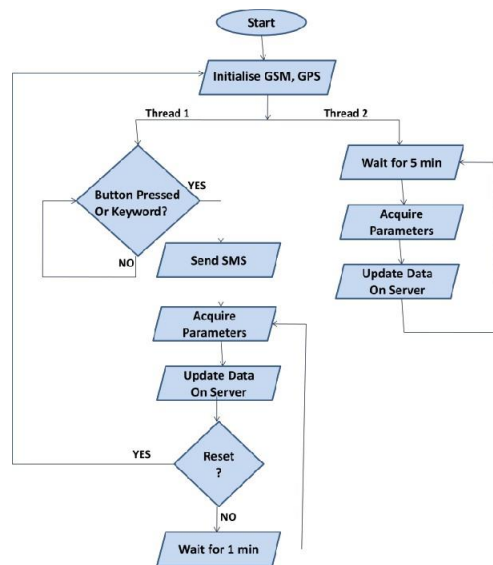 Start
Initialise GSM, GPS
Thread 1
Thread 2
Button Pressed
Or Keyword?
YES
NO
Send SMS
Acquire
Parameters
Update Data
On Server
Reset
?
YES
NO
Wait for 1 min
Wait for 5 min
Acquire
Parameters
Update Data
On Server